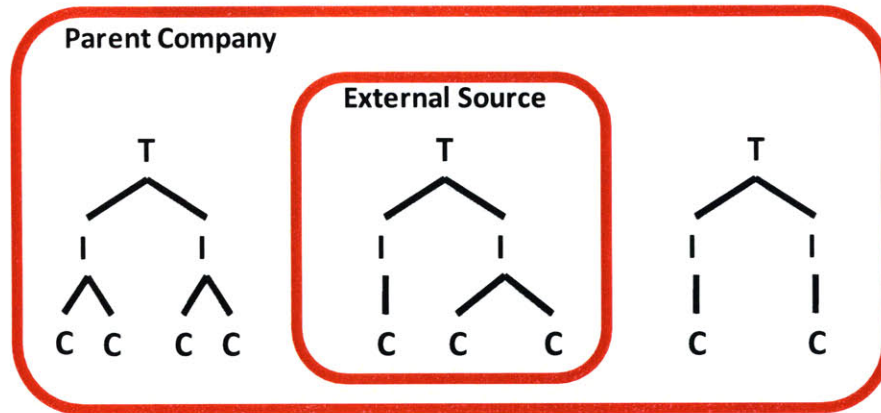 Parent Company
External Source
T T T
I I I I I I
C C C C C C C C C